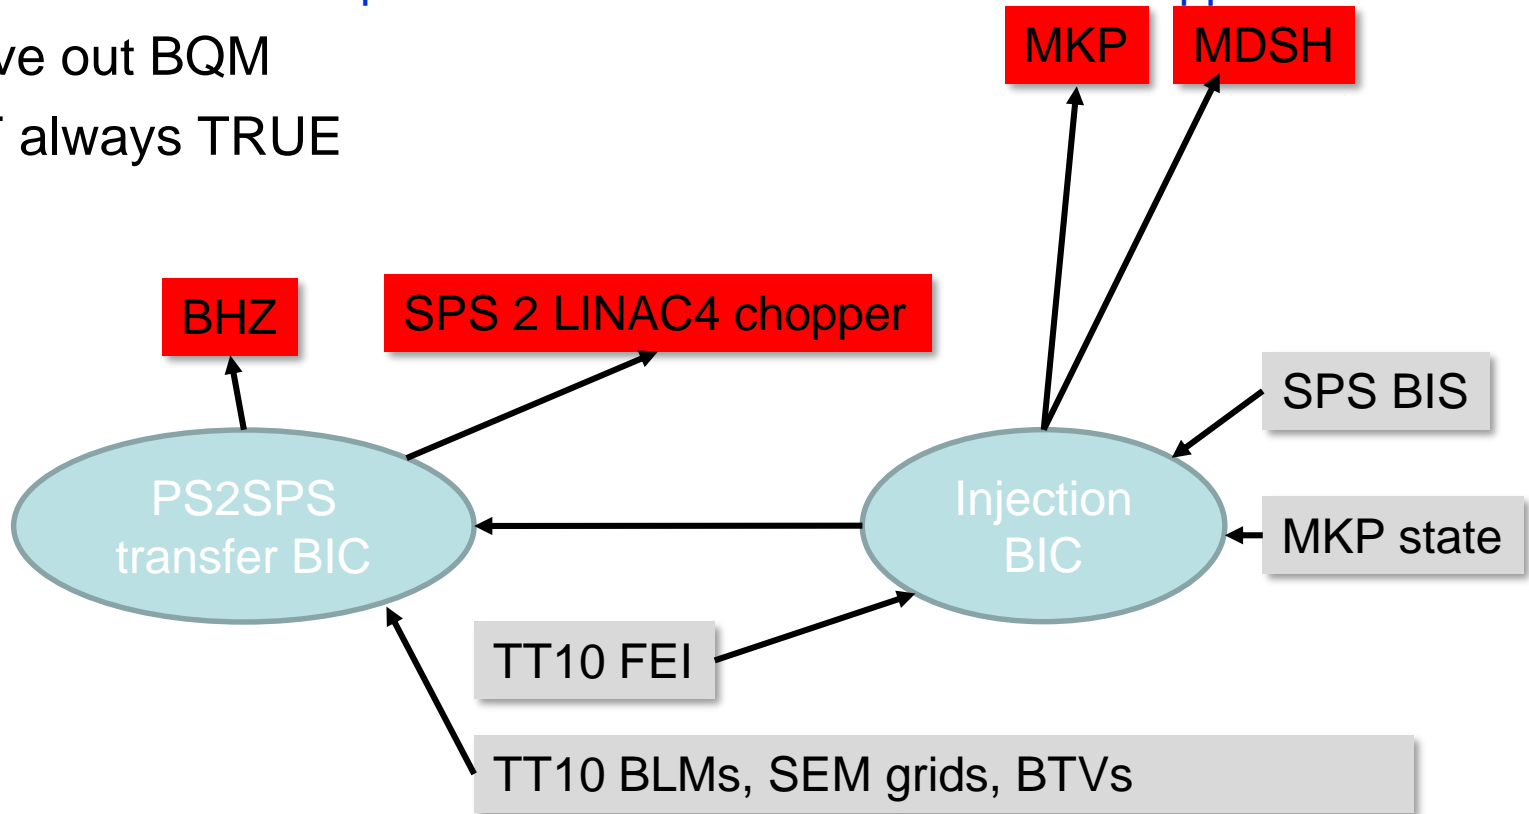 out BQM
always TRUE
MKP
MDSH
BHZ
SPS 2 LINAC4 chopper
SPS BIS
PS2SPS
transfer BIC
Injection
BIC
MKP state
TT10 FEI
TT10 BLMs, SEM grids, BTVs